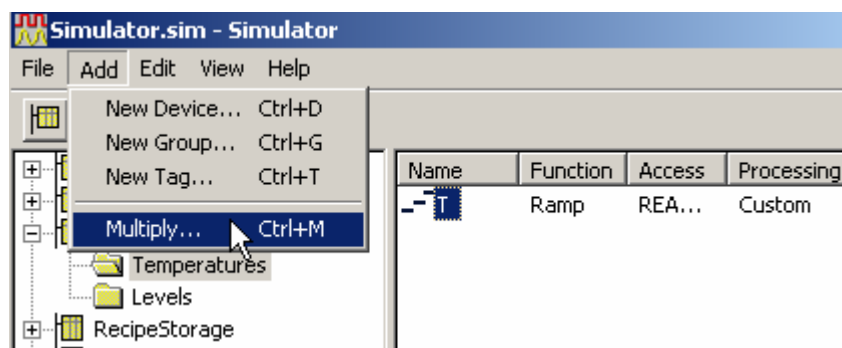 Simulator.sim - Simulator
File Add Edit View Help
New Device... Ctrl+D
New Group... Ctrl+G
New Tag... Ctrl+T
Multiply... Ctrl+M
Temperatures
Levels
RecipeStorage
Name Function Access Processing
T Ramp REA... Custom